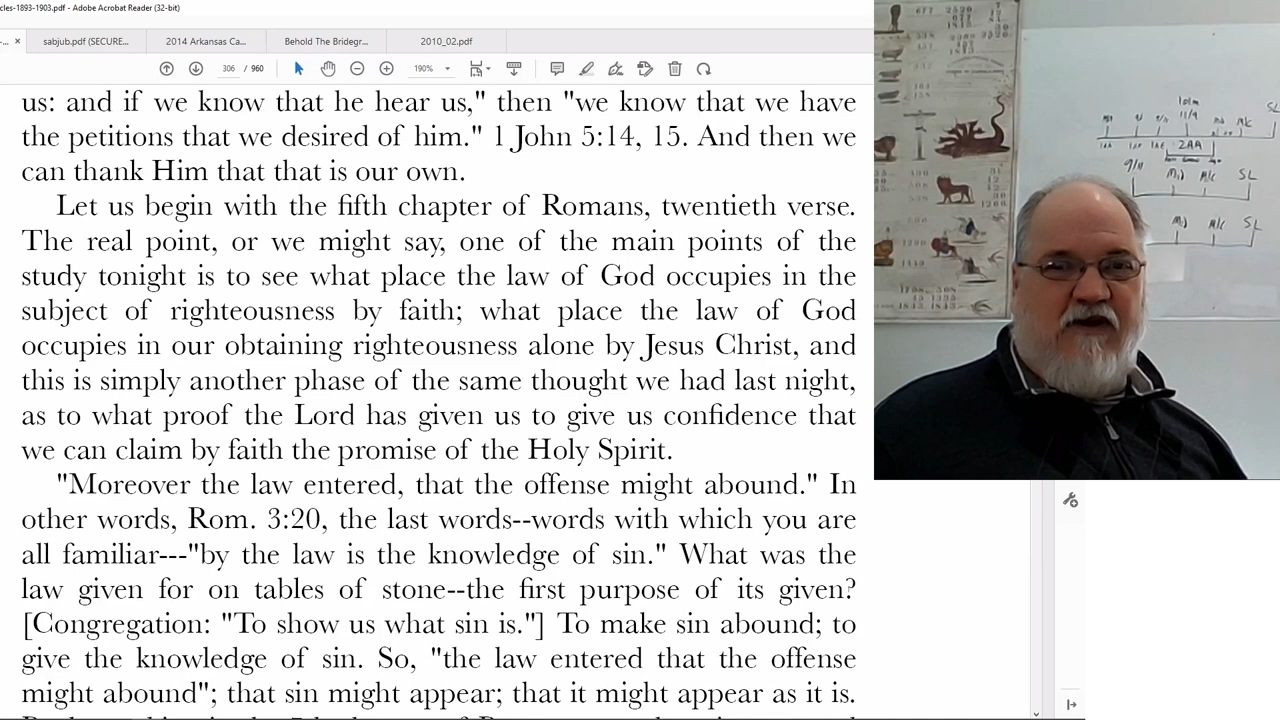 cles-1893-1903.pdf - Adobe Acrobat Reader (32-bit)
sabjub.pdf (SECURE... 2014 Arkansas Ca... Behold The Bridegr... 2010_02.pdf
306 / 960 190%
us: and if we know that he hear us," then "we know that we have
the petitions that we desired of him." 1 John 5:14, 15. And then we
can thank Him that that is our own.
Let us begin with the fifth chapter of Romans, twentieth verse.
The real point, or we might say, one of the main points of the
study tonight is to see what place the law of God occupies in the
subject of righteousness by faith; what place the law of God
occupies in our obtaining righteousness alone by Jesus Christ, and
this is simply another phase of the same thought we had last night,
as to what proof the Lord has given us to give us confidence that
we can claim by faith the promise of the Holy Spirit.
"Moreover the law entered, that the offense might abound." In
other words, Rom. 3:20, the last words--words with which you are
all familiar---"by the law is the knowledge of sin." What was the
law given for on tables of stone--the first purpose of its given?
[Congregation: "To show us what sin is."] To make sin abound; to
give the knowledge of sin. So, "the law entered that the offense
might abound"; that sin might appear; that it might appear as it is.
677 2520
677
1843
11/9
SL
2AA
9/11 SL
SL